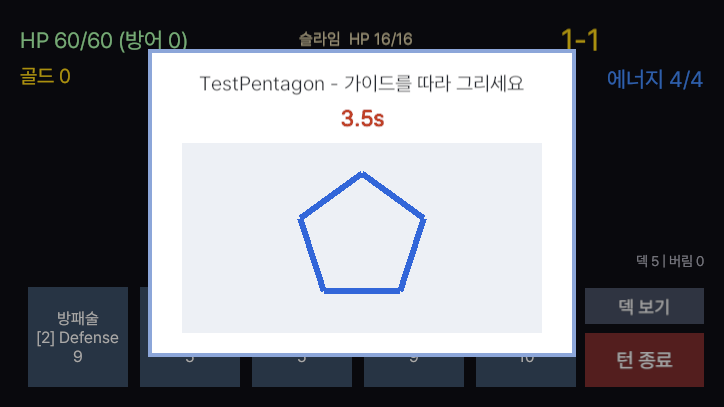 HP 60/60 (방어 0)
슬라임 HP 16/16
1-1
골드 0
에너지 4/4
TestPentagon - 가이드를 따라 그리세요
3.5s
덱 5 | 버림 0
방패술
[2] Defense
9
9
10
덱 보기
턴 종료